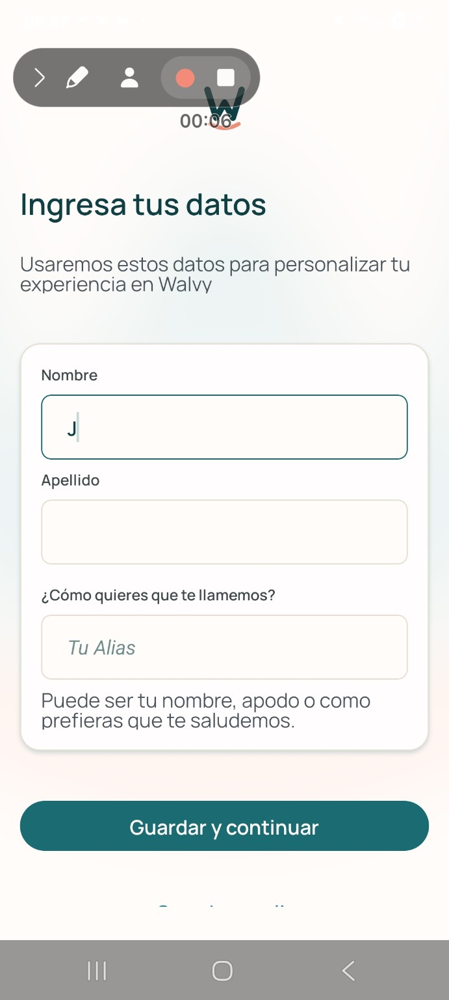 00:06
W
Ingresa tus datos
Usaremos estos datos para personalizar tu
experiencia en Walvy
Nombre
J
Apellido
¿Cómo quieres que te llamemos?
Tu Alias
Puede ser tu nombre, apodo o como
prefieras que te saludemos.
Guardar y continuar